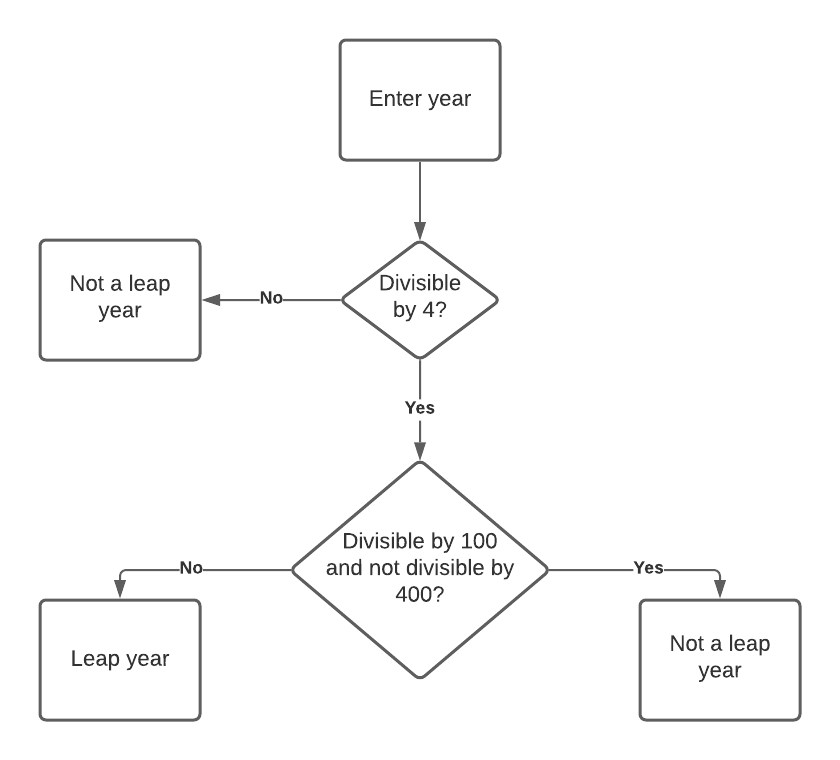 Enter year
Divisible
by 4?
No
Not a leap
year
Yes
Divisible by 100
and not divisible by
400?
No
Yes
Leap year
Not a leap
year